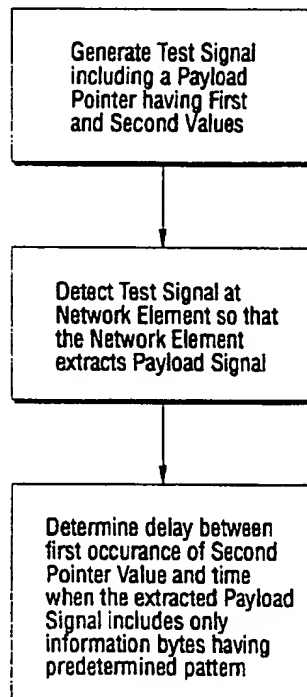 Generate Test Signal
including a Payload
Pointer having First
and Second Values
Detect Test Signal at
Network Element so that
the Network Element
extracts Payload Signal
Determine delay between
first occurance of Second
Pointer Value and time
when the extracted Payload
Signal includes only
information bytes having
predetermined pattern